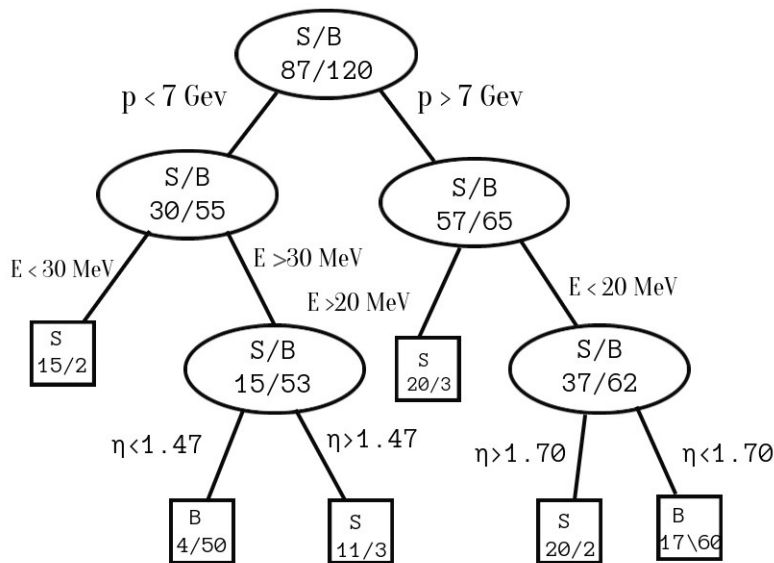 S/B
87/120
p < 7 Gev
p > 7 Gev
S/B
30/55
S/B
57/65
E < 30 MeV
E >30 MeV
E >20 MeV
E < 20 MeV
S
15/2
S/B
15/53
S
20/3
S/B
37/62
η<1.47
η>1.47
η>1.70
η<1.70
B
4/50
S
11/3
S
20/2
B
17\60